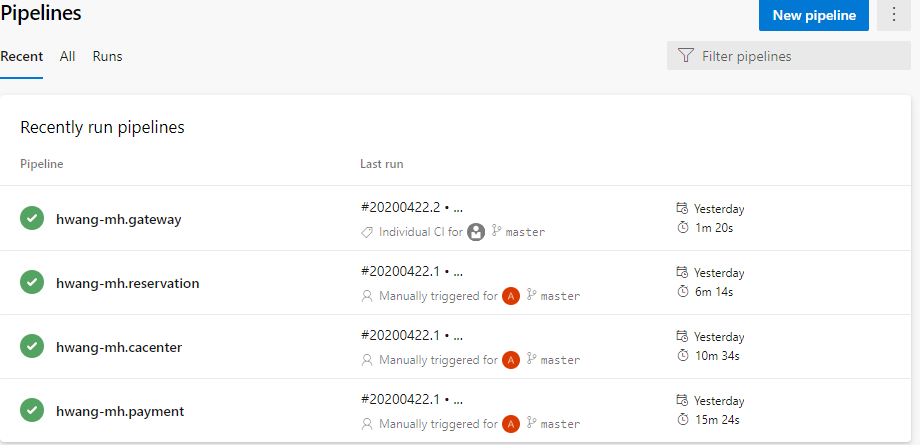 Pipelines
New pipeline
Recent All Runs
Filter pipelines
Recently run pipelines
Pipeline Last run
hwang-mh.gateway
#20200422.2 • ...
Individual CI for master
Yesterday
1m 20s
hwang-mh.reservation
#20200422.1 • ...
Manually triggered for A master
Yesterday
6m 14s
hwang-mh.cacenter
#20200422.1 • ...
Manually triggered for A master
Yesterday
10m 34s
hwang-mh.payment
#20200422.1 • ...
Manually triggered for A master
Yesterday
15m 24s